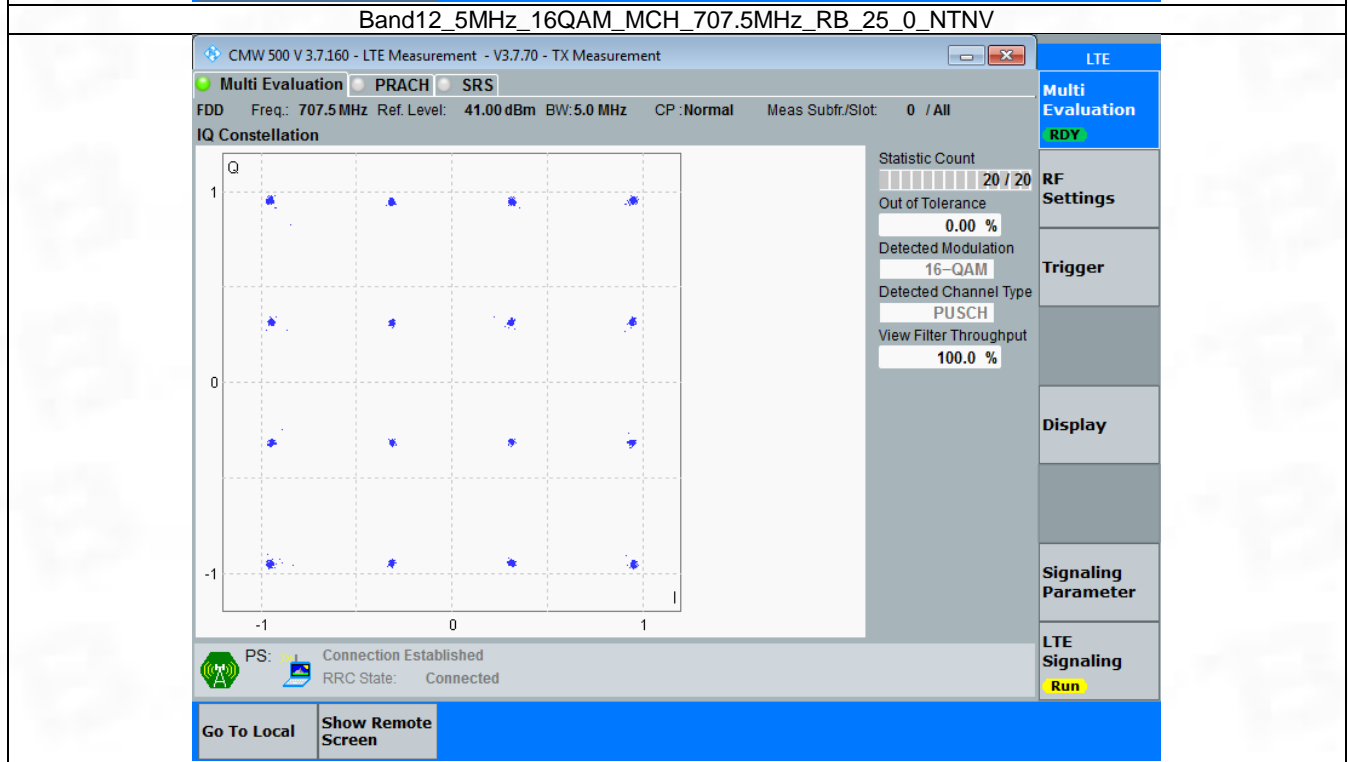 Band12_5MHz_16QAM_MCH_707.5MHz_RB_25_0_NTNV
CMW 500 V 3.7.160 - LTE Measurement - V3.7.70 - TX Measurement
LTE
Multi Evaluation PRACH SRS
FDD Freq.: 707.5 MHz Ref. Level: 41.00 dBm BW: 5.0 MHz CP : Normal Meas Subfr./Slot: 0 / All
IQ Constellation
Q
1
0
-1
I
-1 0 1
Statistic Count
20 / 20
Out of Tolerance
0.00 %
Detected Modulation
16-QAM
Detected Channel Type
PUSCH
View Filter Throughput
100.0 %
Multi
Evaluation
RDY
RF
Settings
Trigger
Display
Signaling
Parameter
LTE
Signaling
Run
PS: Connection Established
RRC State: Connected
Go To Local
Show Remote
Screen